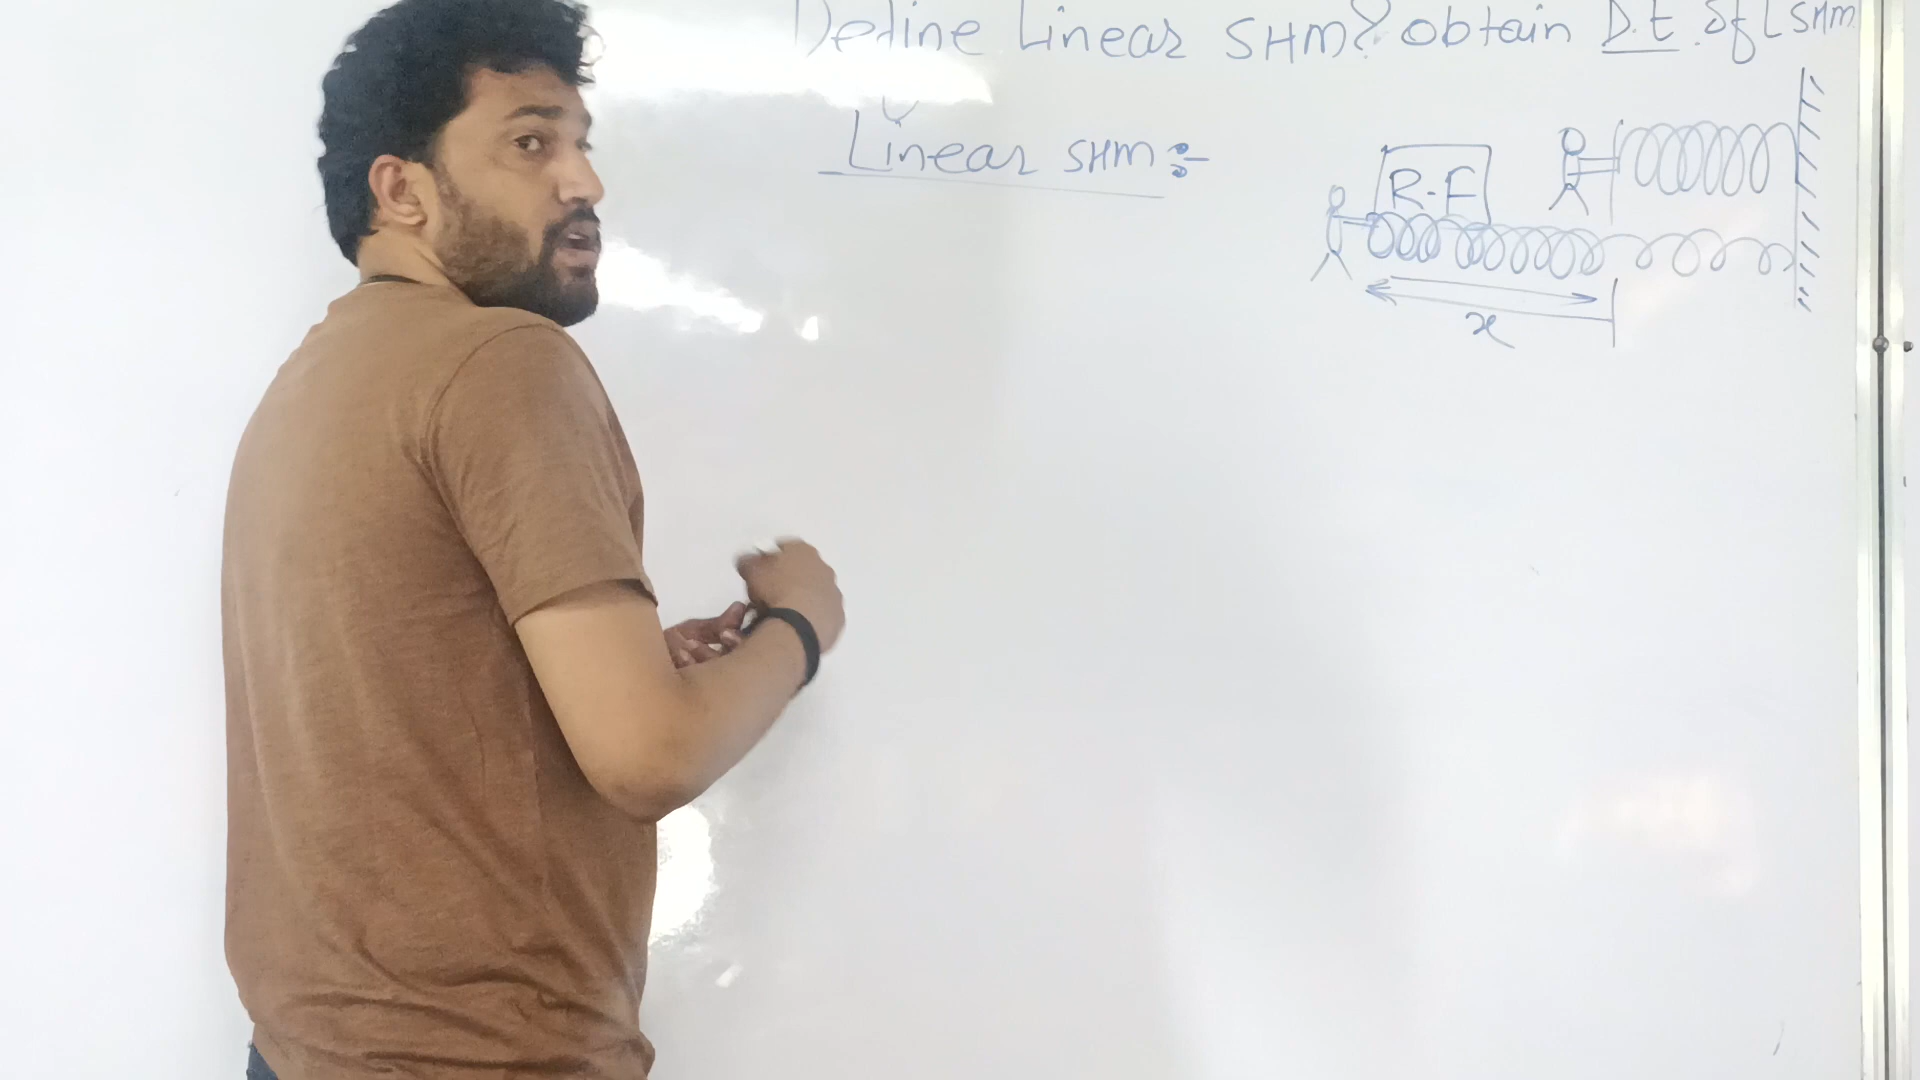 Define Linear SHM? obtain D.E. of LSHM
Linear SHM :-
R.F
x